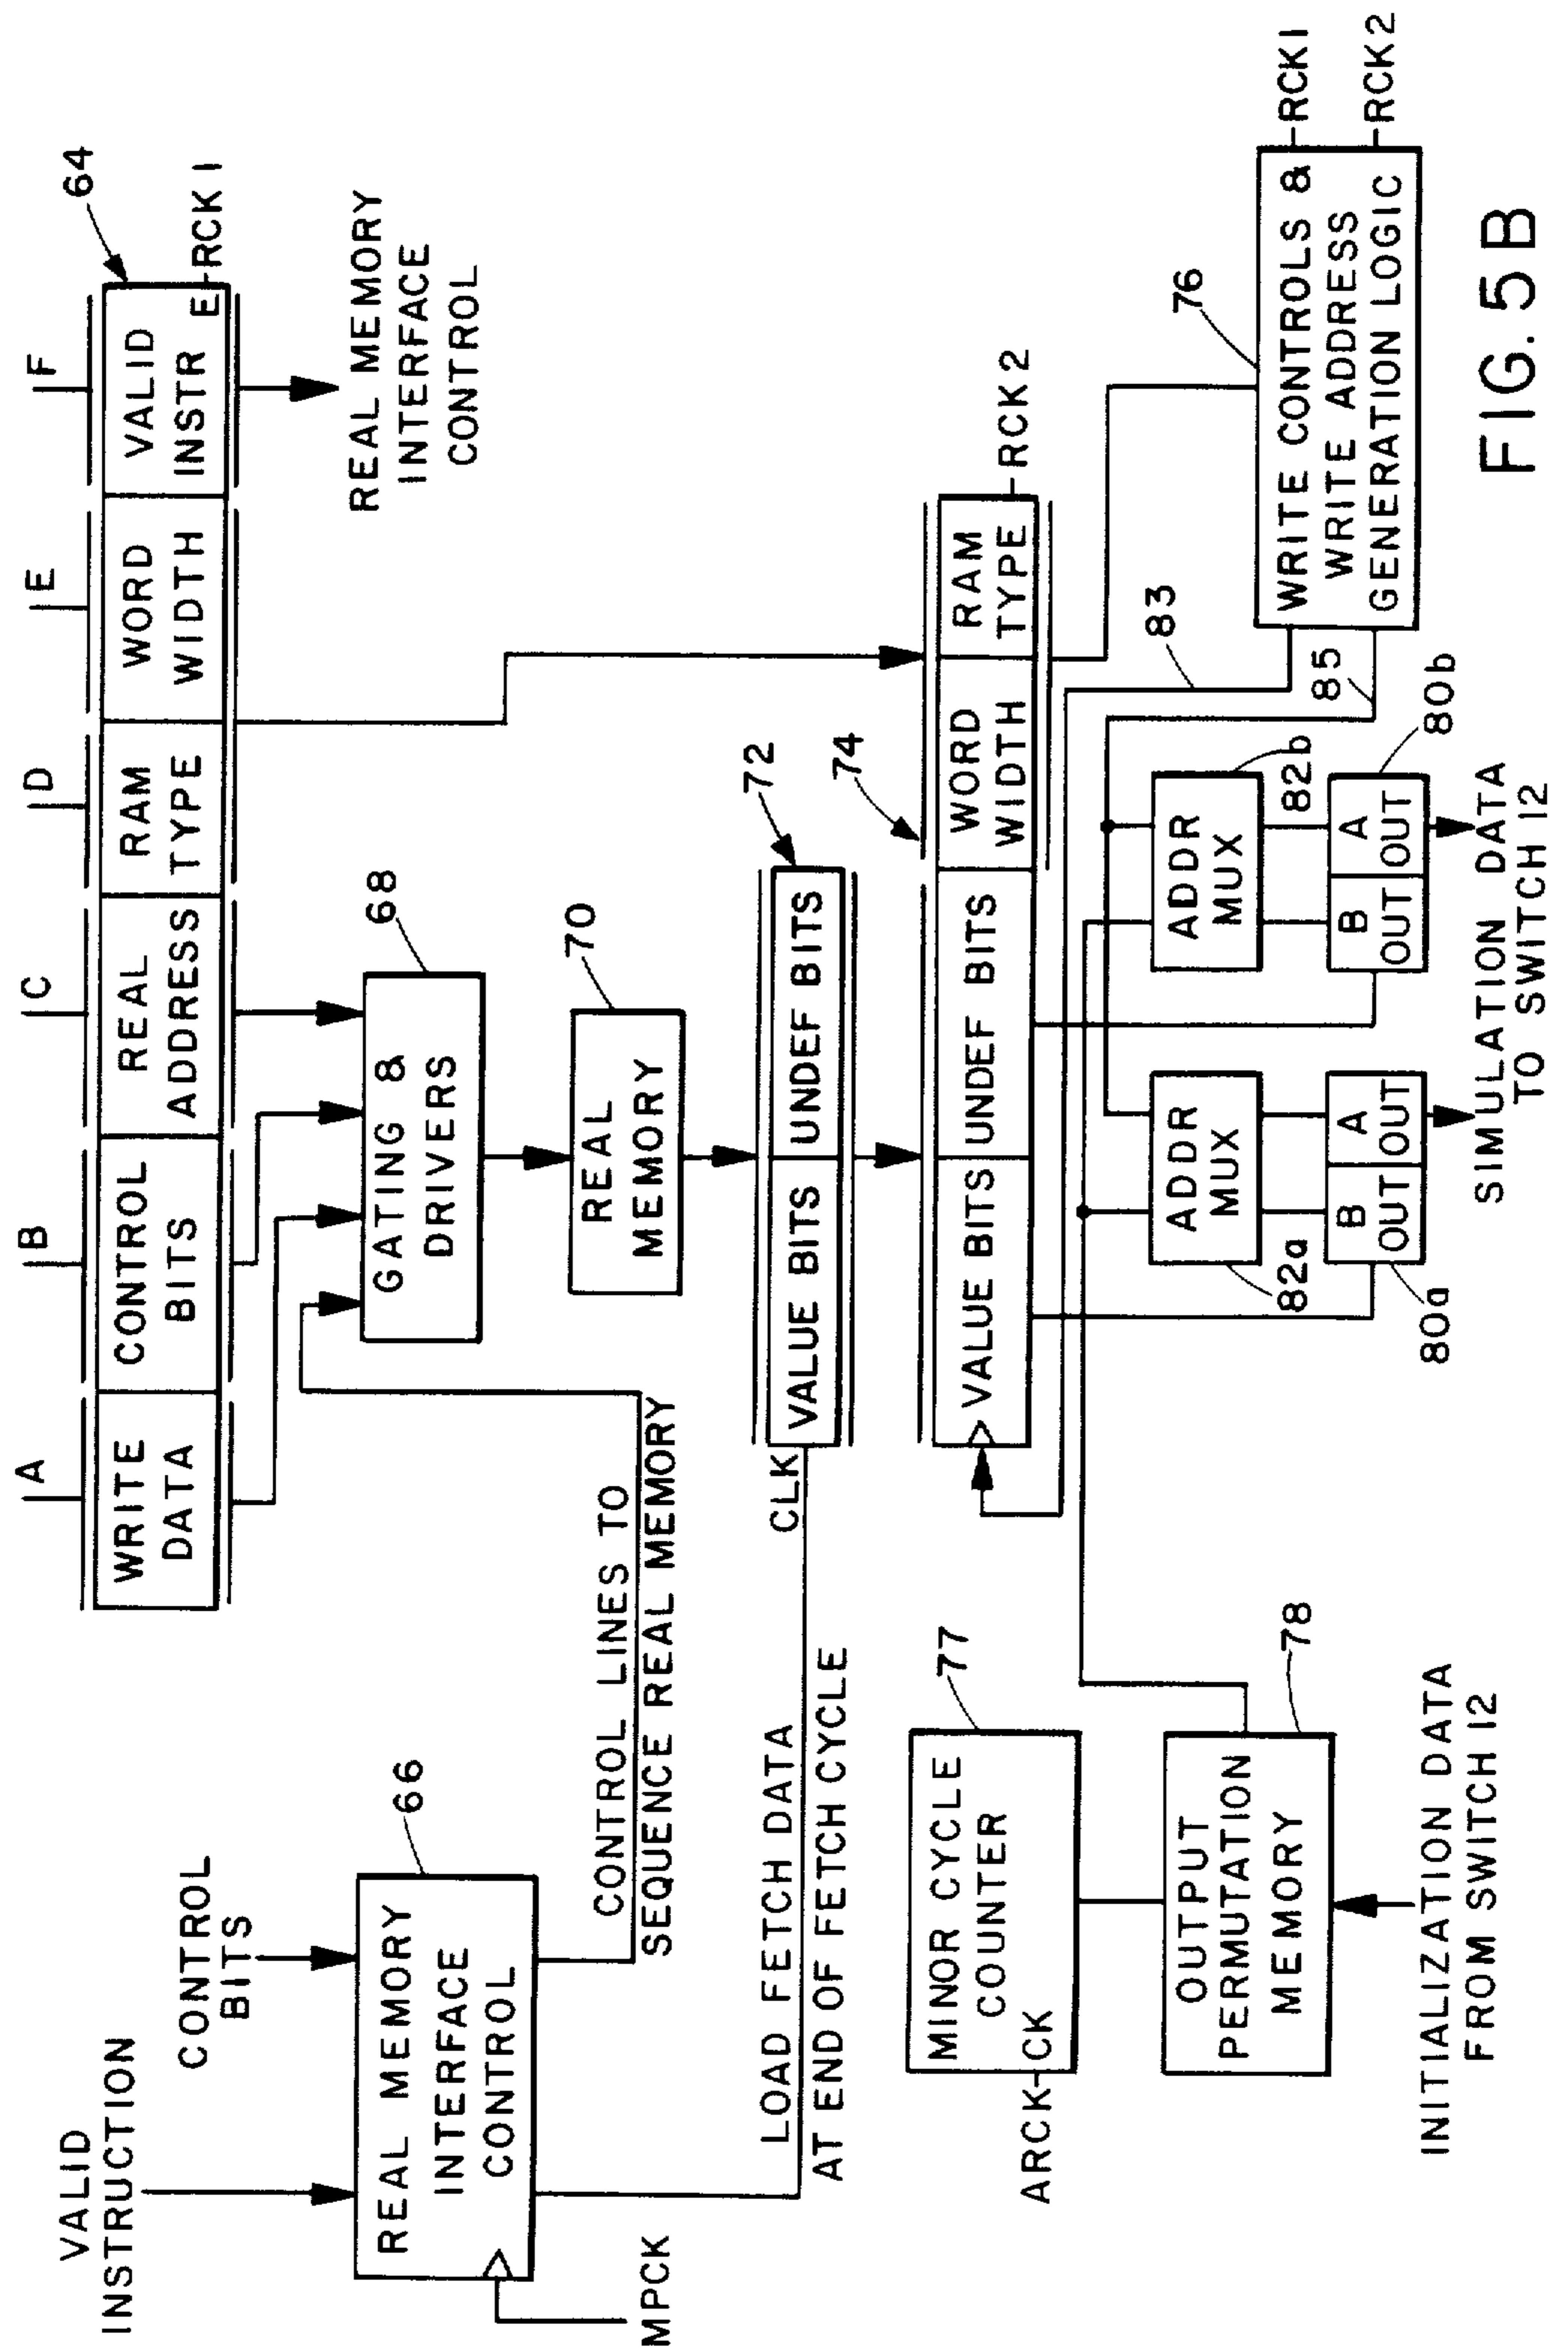 A
B
C
D
E
F
64
WRITE
DATA
CONTROL
BITS
REAL
ADDRESS
RAM
TYPE
WORD
WIDTH
VALID
INSTR
E
RCK1
REAL MEMORY
INTERFACE
CONTROL
VALID
INSTRUCTION
CONTROL
BITS
66
REAL MEMORY
INTERFACE
CONTROL
MPCK
CONTROL LINES TO
SEQUENCE REAL MEMORY
68
GATING &
DRIVERS
70
REAL
MEMORY
LOAD FETCH DATA
AT END OF FETCH CYCLE
CLK
72
VALUE BITS
UNDEF BITS
74
VALUE BITS
UNDEF BITS
WORD
WIDTH
RAM
TYPE
RCK2
77
MINOR CYCLE
COUNTER
CK
ARCK
78
OUTPUT
PERMUTATION
MEMORY
INITIALIZATION DATA
FROM SWITCH 12
82a
ADDR
MUX
82b
ADDR
MUX
80a
B
OUT
A
OUT
80b
B
OUT
A
OUT
SIMULATION DATA
TO SWITCH 12
83
85
76
WRITE CONTROLS &
WRITE ADDRESS
GENERATION LOGIC
RCK1
RCK2
FIG. 5B